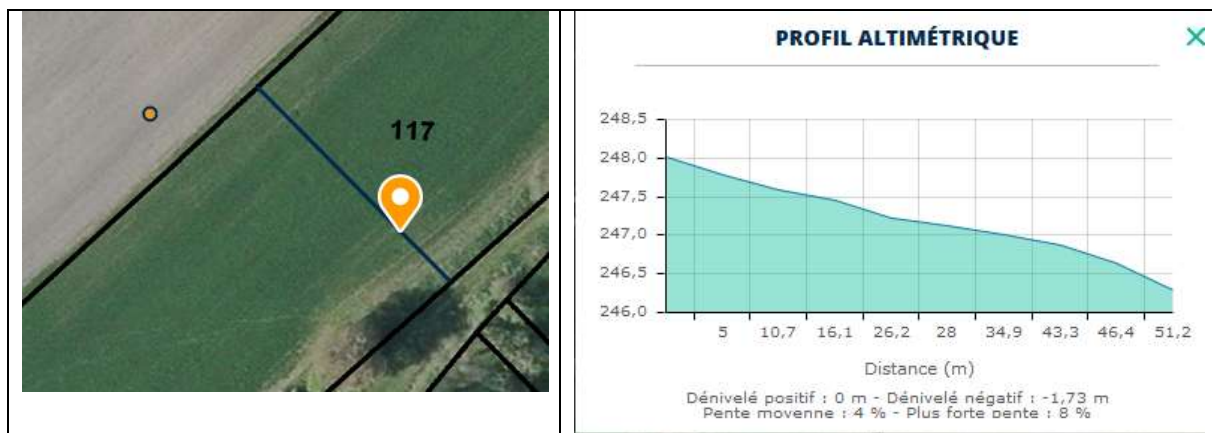 117
PROFIL ALTIMÉTRIQUE
248,5
248,0
247,5
247,0
246,5
246,0
5 10,7 16,1 26,2 28 34,9 43,3 46,4 51,2
Distance (m)
Dénivelé positif : 0 m - Dénivelé négatif : -1,73 m
Pente moyenne : 4 % - Plus forte pente : 8 %